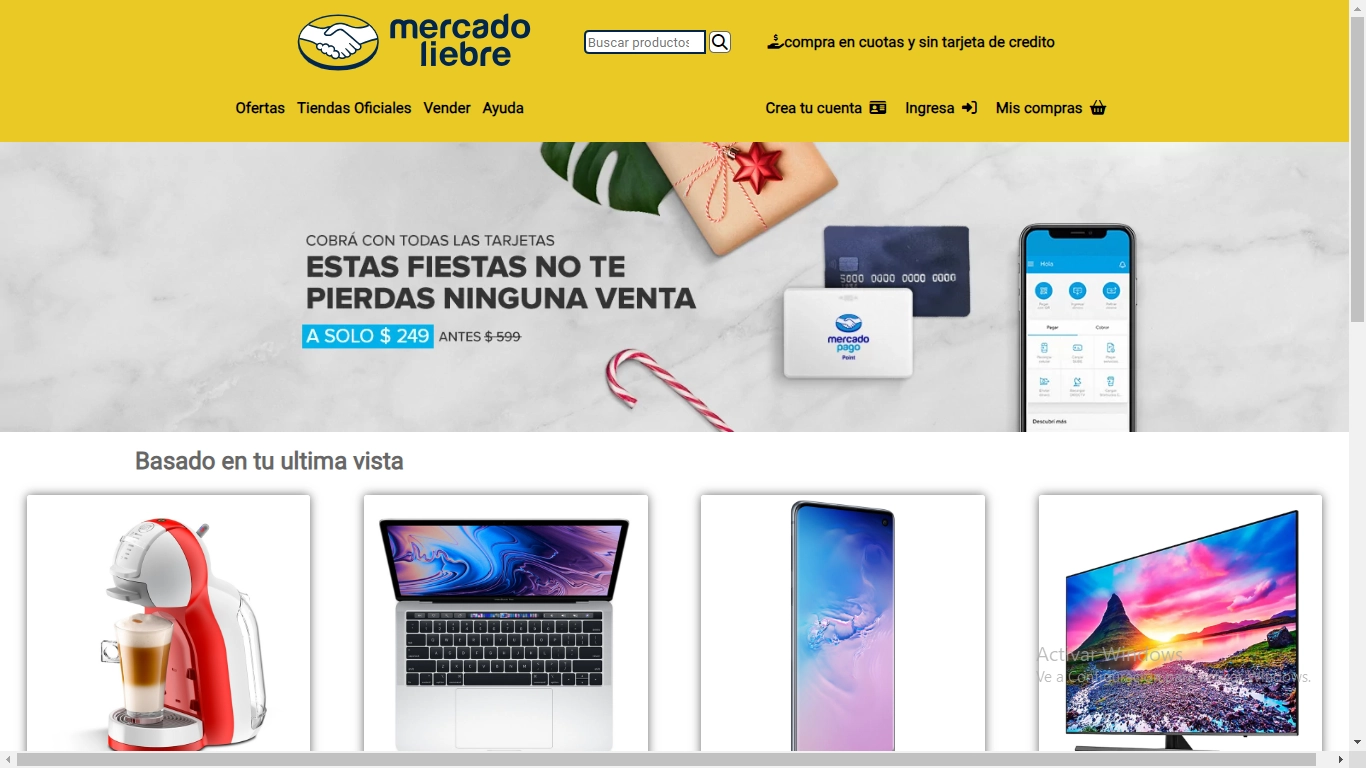 mercado
liebre
Buscar productos
compra en cuotas y sin tarjeta de credito
Ofertas Tiendas Oficiales Vender Ayuda
Crea tu cuenta Ingresa Mis compras
COBRÁ CON TODAS LAS TARJETAS
ESTAS FIESTAS NO TE
PIERDAS NINGUNA VENTA
A SOLO $ 249 ANTES $ 599
5000 0000 0000 0000
mercado
pago
Point
Hola
Pagar Cobrar
Descubrí más
Basado en tu ultima vista
Activar Windows
Ve a Configuración para activar Windows.